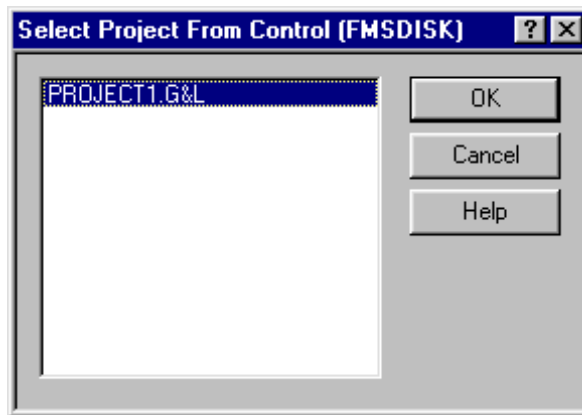 Select Project From Control (FMSDISK)
PROJECT1.G&L
OK
Cancel
Help